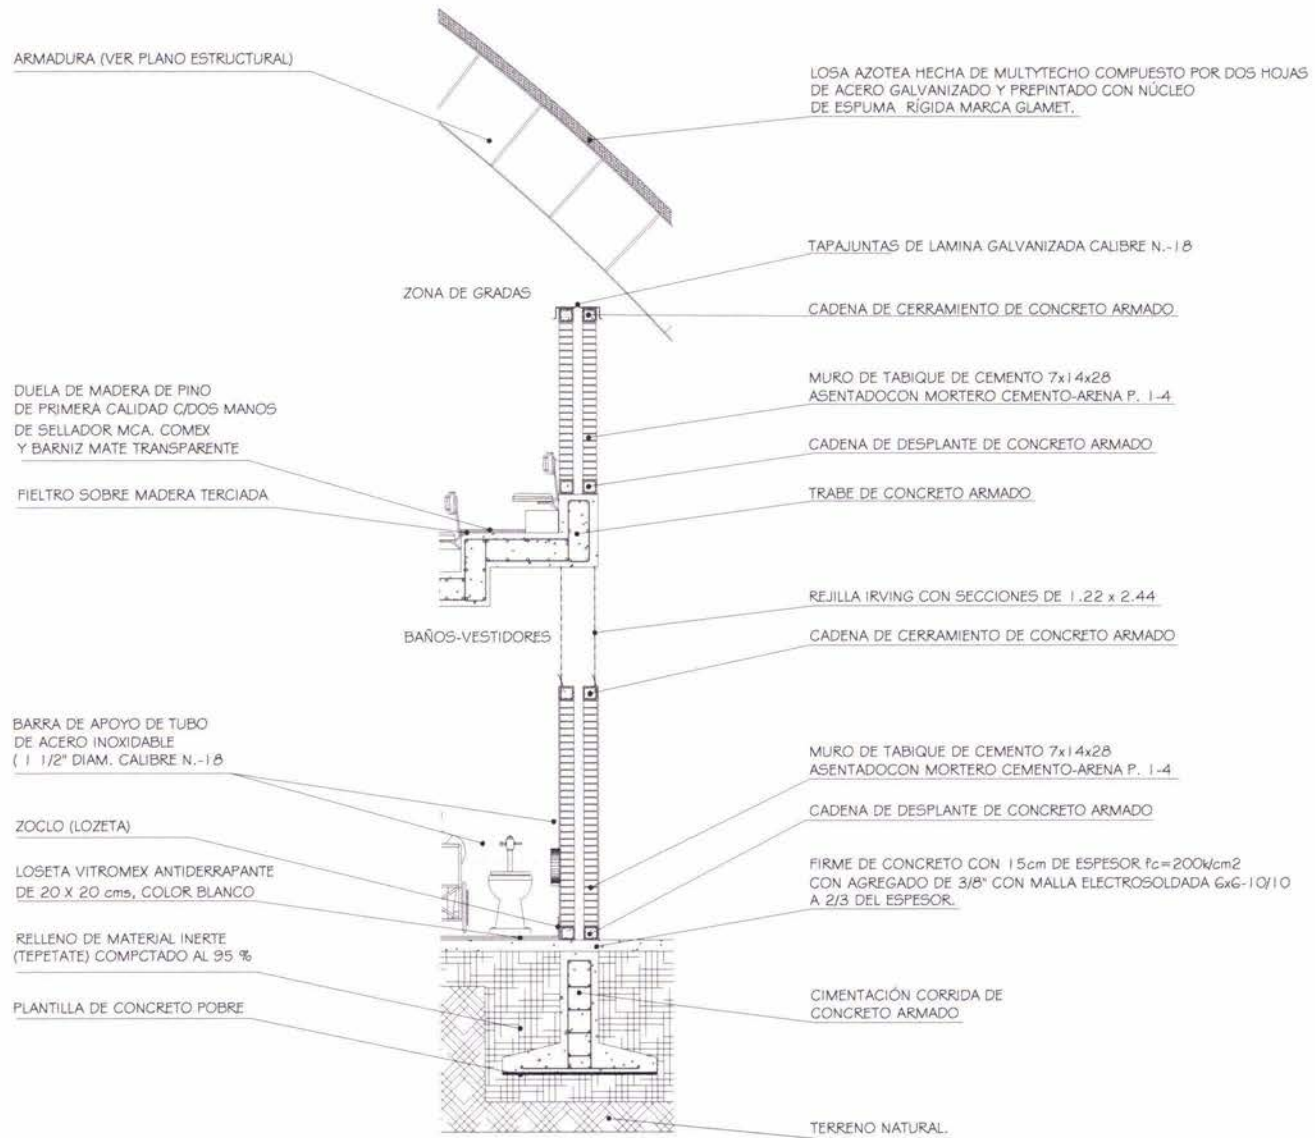 ARMADURA (VER PLANO ESTRUCTURAL)
LOSA AZOTEA HECHA DE MULTYTECHO COMPUESTO POR DOS HOJAS
DE ACERO GALVANIZADO Y PREPINTADO CON NÚCLEO
DE ESPUMA RÍGIDA MARCA GLAMET.
TAPAJUNTAS DE LAMINA GALVANIZADA CALIBRE N.-18
ZONA DE GRADAS
CADENA DE CERRAMIENTO DE CONCRETO ARMADO
DUELA DE MADERA DE PINO
DE PRIMERA CALIDAD C/DOS MANOS
DE SELLADOR MCA. COMEX
Y BARNIZ MATE TRANSPARENTE
MURO DE TABIQUE DE CEMENTO 7x14x28
ASENTADOCON MORTERO CEMENTO-ARENA P. 1-4
CADENA DE DESPLANTE DE CONCRETO ARMADO
FIELTRO SOBRE MADERA TERCIADA
TRABE DE CONCRETO ARMADO
REJILLA IRVING CON SECCIONES DE 1.22 x 2.44
BAÑOS-VESTIDORES
CADENA DE CERRAMIENTO DE CONCRETO ARMADO
BARRA DE APOYO DE TUBO
DE ACERO INOXIDABLE
( 1 1/2" DIAM. CALIBRE N.-18
MURO DE TABIQUE DE CEMENTO 7x14x28
ASENTADOCON MORTERO CEMENTO-ARENA P. 1-4
CADENA DE DESPLANTE DE CONCRETO ARMADO
ZOCLO (LOZETA)
LOSETA VITROMEX ANTIDERRAPANTE
DE 20 X 20 cms, COLOR BLANCO
FIRME DE CONCRETO CON 15cm DE ESPESOR f'c=200k/cm2
CON AGREGADO DE 3/8" CON MALLA ELECTROSOLDADA 6x6-10/10
A 2/3 DEL ESPESOR.
RELLENO DE MATERIAL INERTE
(TEPETATE) COMPCTADO AL 95 %
PLANTILLA DE CONCRETO POBRE
CIMENTACIÓN CORRIDA DE
CONCRETO ARMADO
TERRENO NATURAL.